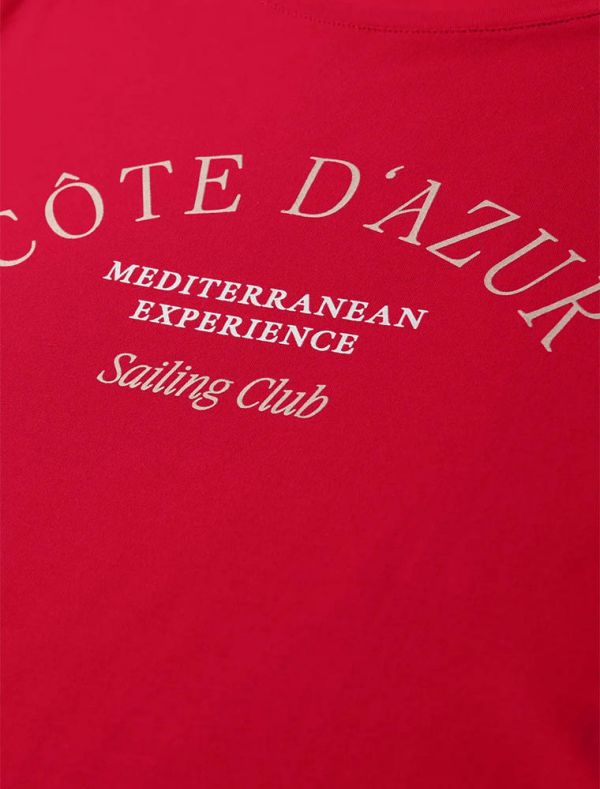 CÔTE D‘AZUR
MEDITERRANEAN
EXPERIENCE
Sailing Club